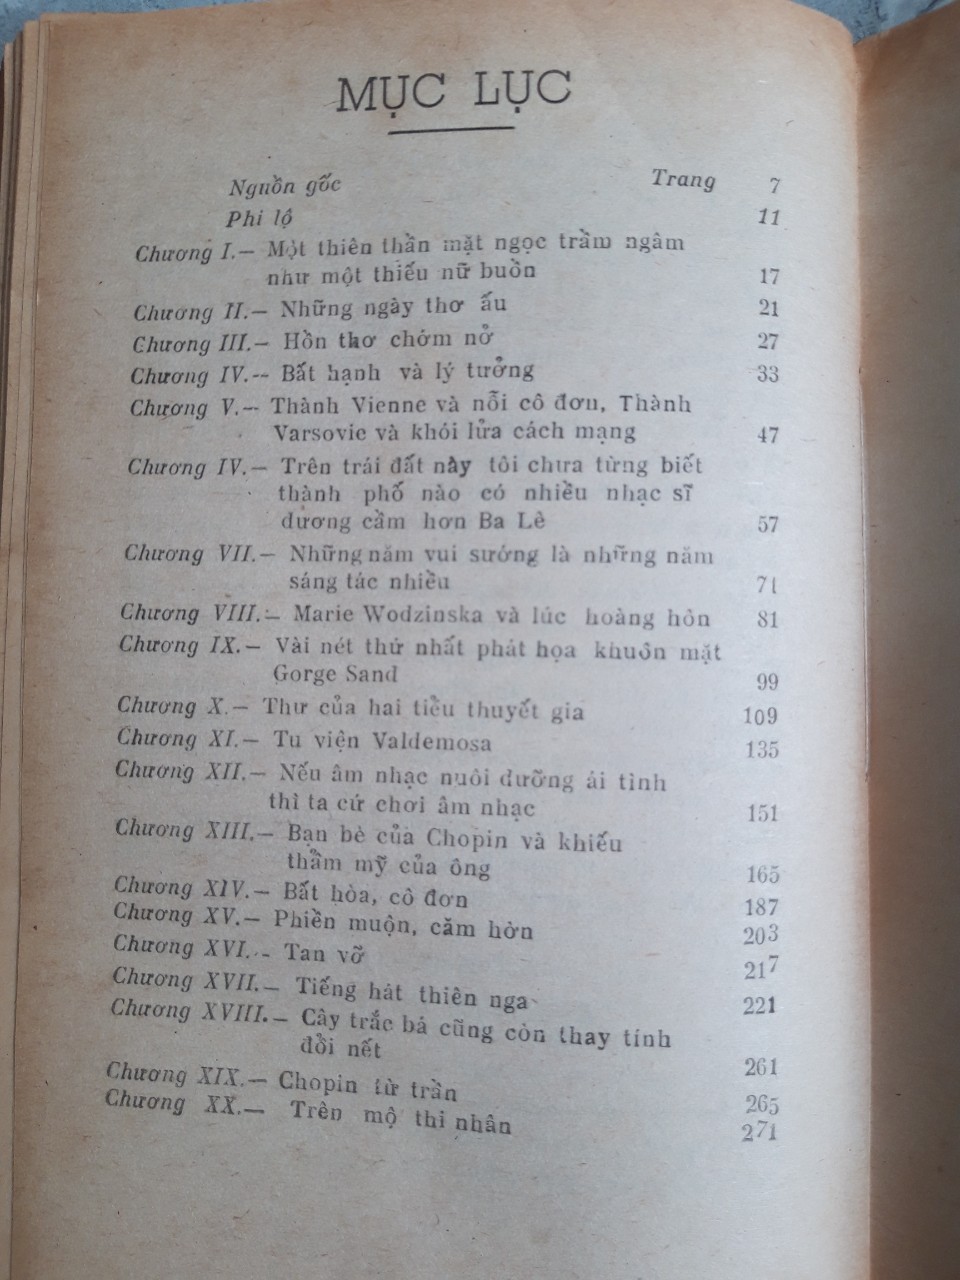 MỤC LỤC
Nguồn gốc Trang 7
Phi lộ 11
Chương I.— Một thiên thần mặt ngọc trầm ngâm
như một thiếu nữ buồn 17
Chương II.— Những ngày thơ ấu 21
Chương III.— Hồn thơ chớm nở 27
Chương IV.— Bất hạnh và lý tưởng 33
Chương V.— Thành Vienne và nỗi cô đơn, Thành
Varsovie và khói lửa cách mạng 47
Chương IV.— Trên trái đất này tôi chưa từng biết
thành phố nào có nhiều nhạc sĩ
dương cầm hơn Ba Lê 57
Chương VII.— Những năm vui sướng là những năm
sáng tác nhiều 71
Chương VIII.— Marie Wodzinska và lúc hoàng hôn 81
Chương IX.— Vài nét thứ nhất phát họa khuôn mặt
Gorge Sand 99
Chương X.— Thư của hai tiểu thuyết gia 109
Chương XI.— Tu viện Valdemosa 135
Chương XII.— Nếu âm nhạc nuôi dưỡng ái tình
thì ta cứ chơi âm nhạc 151
Chương XIII.— Bạn bè của Chopin và khiếu
thẩm mỹ của ông 165
Chương XIV.— Bất hòa, cô đơn 187
Chương XV.— Phiền muộn, căm hờn 203
Chương XVI.— Tan vỡ 217
Chương XVII.— Tiếng hát thiên nga 221
Chương XVIII.— Cây trắc bá cũng còn thay tính
đổi nết 261
Chương XIX.— Chopin từ trần 265
Chương XX.— Trên mộ thi nhân 271